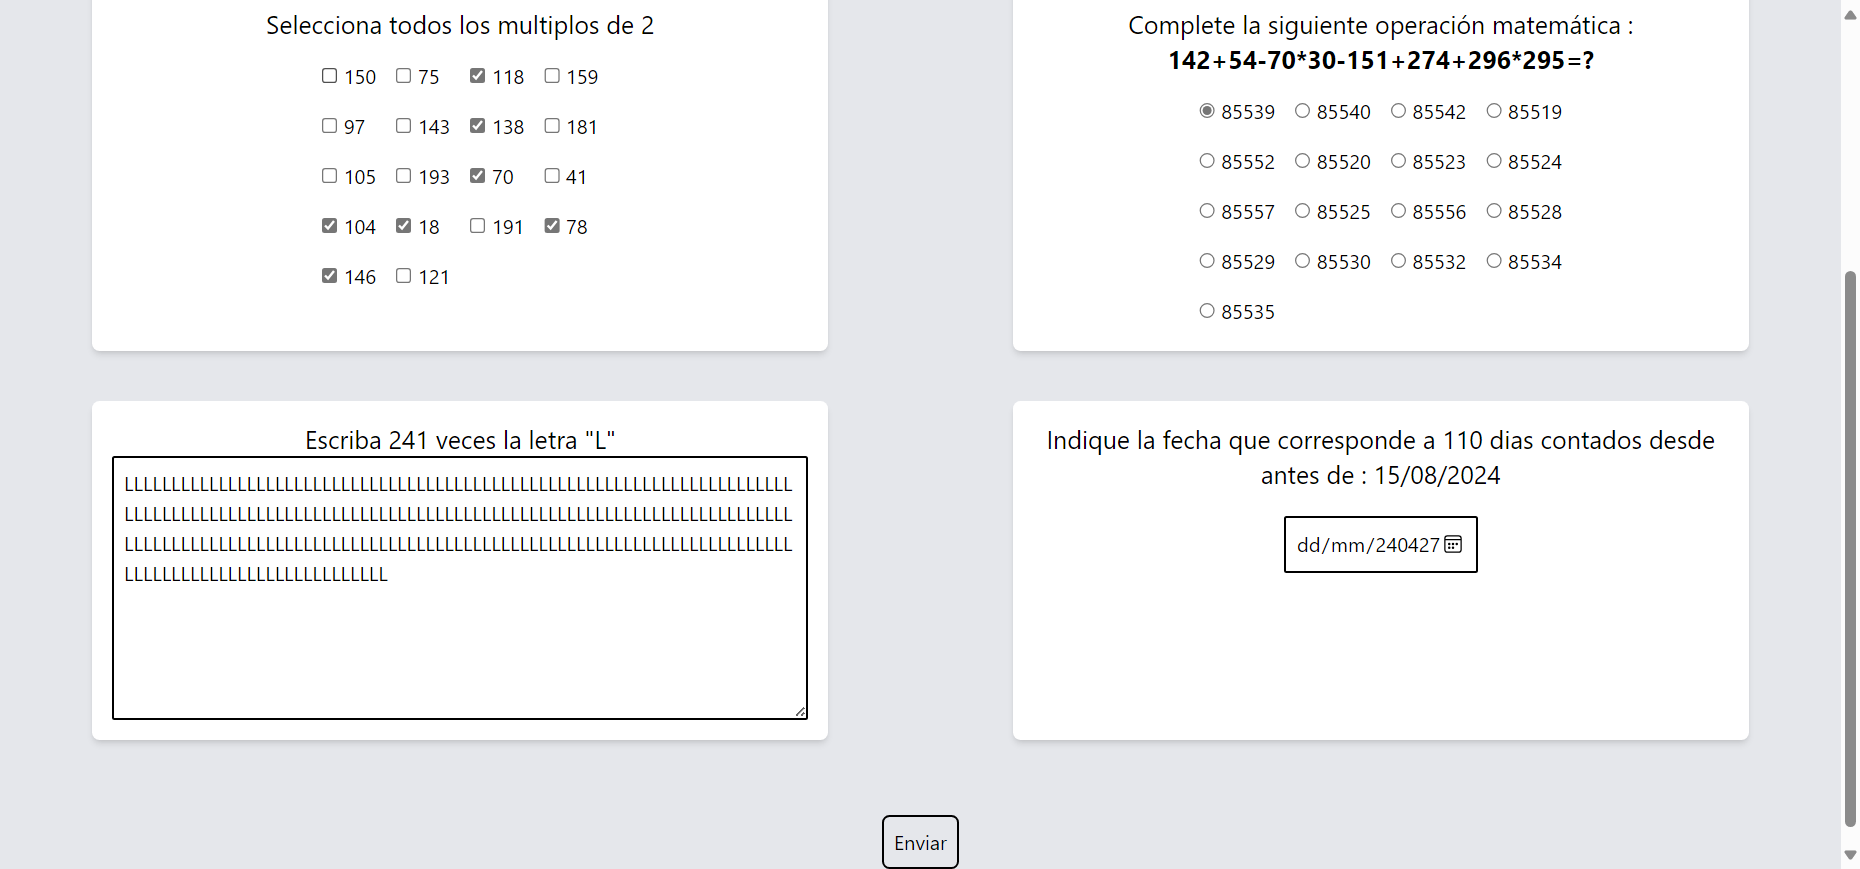 Selecciona todos los multiplos de 2
150 75 118 159
97 143 138 181
105 193 70 41
104 18 191 78
146 121
Complete la siguiente operación matemática :
142+54-70*30-151+274+296*295=?
85539 85540 85542 85519
85552 85520 85523 85524
85557 85525 85556 85528
85529 85530 85532 85534
85535
Escriba 241 veces la letra "L"
LLLLLLLLLLLLLLLLLLLLLLLLLLLLLLLLLLLLLLLLLLLLLLLLLLLLLLLLLLLLLLLLLLLLLLL
LLLLLLLLLLLLLLLLLLLLLLLLLLLLLLLLLLLLLLLLLLLLLLLLLLLLLLLLLLLLLLLLLLLLLLL
LLLLLLLLLLLLLLLLLLLLLLLLLLLLLLLLLLLLLLLLLLLLLLLLLLLLLLLLLLLLLLLLLLLLLLL
LLLLLLLLLLLLLLLLLLLLLLLLLLLL
Indique la fecha que corresponde a 110 dias contados desde
antes de : 15/08/2024
dd/mm/240427
Enviar